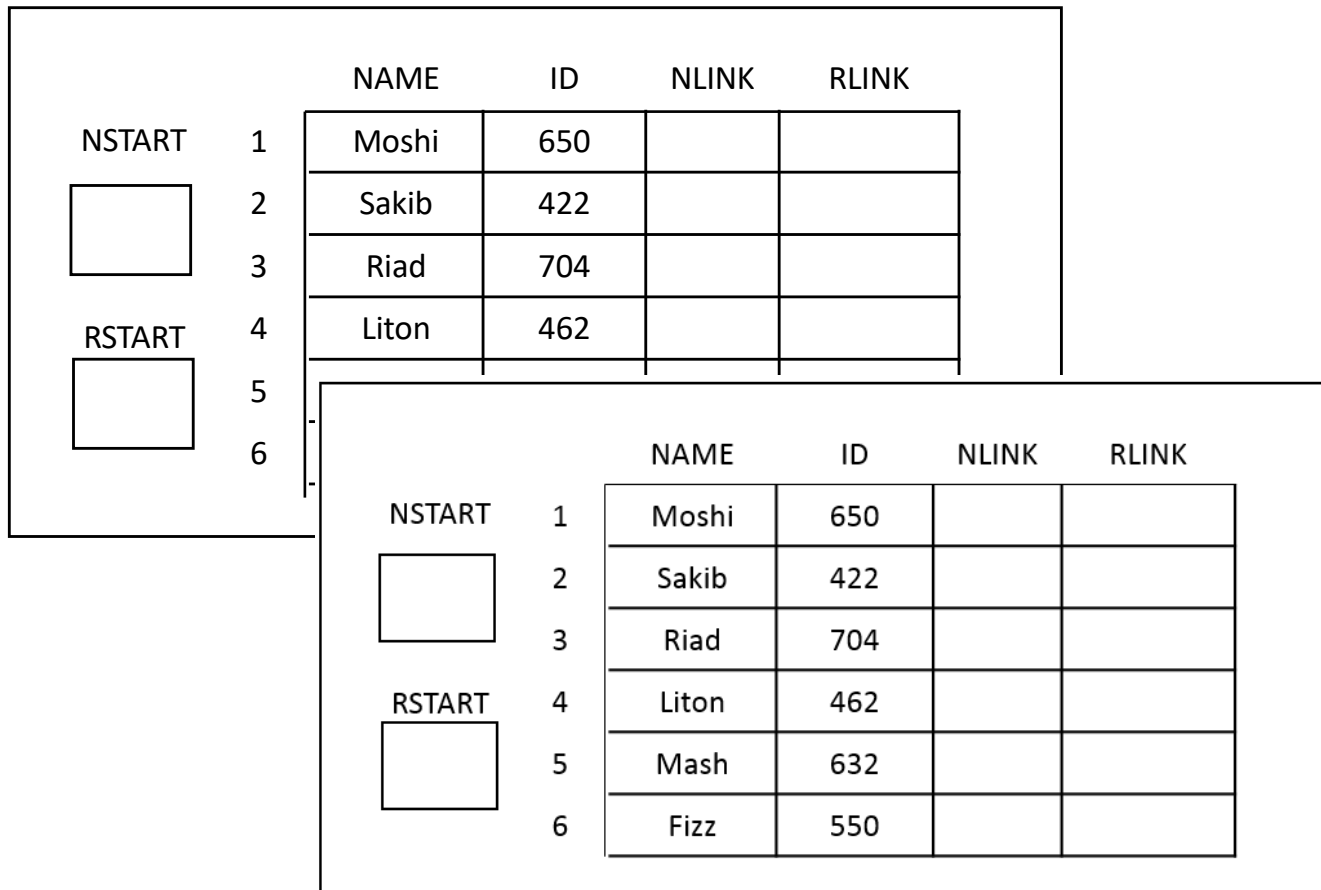 NAME ID NLINK RLINK
NSTART 1 Moshi 650
2 Sakib 422
3 Riad 704
RSTART 4 Liton 462
5
6
NAME ID NLINK RLINK
NSTART 1 Moshi 650
2 Sakib 422
3 Riad 704
RSTART 4 Liton 462
5 Mash 632
6 Fizz 550